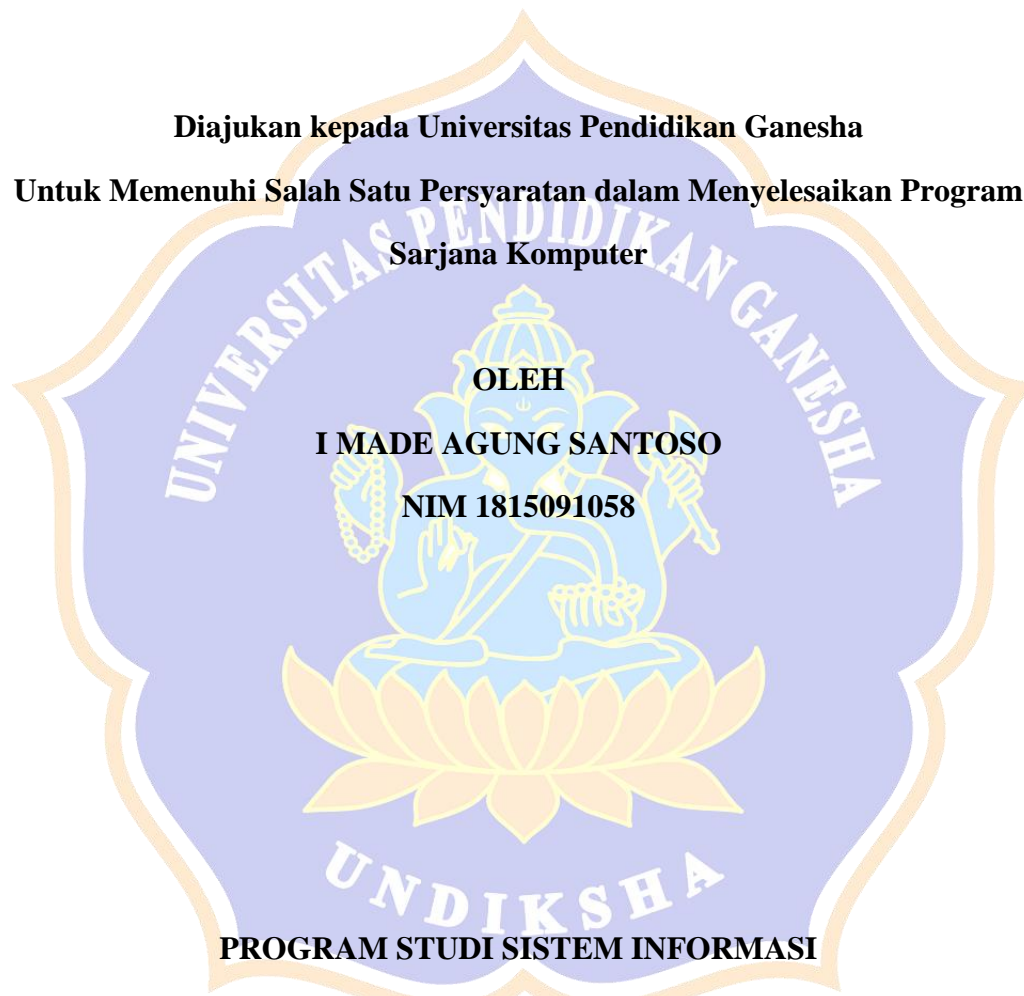 Diajukan kepada Universitas Pendidikan Ganesha
Untuk Memenuhi Salah Satu Persyaratan dalam Menyelesaikan Program
Sarjana Komputer
UNIVERSITAS PENDIDIKAN GANESHA
OLEH
I MADE AGUNG SANTOSO
NIM 1815091058
UNDIKSHA
PROGRAM STUDI SISTEM INFORMASI